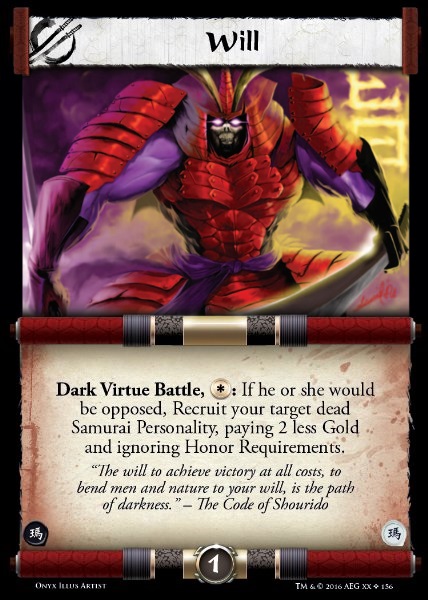 Will
Dark Virtue Battle, *: If he or she would
be opposed, Recruit your target dead
Samurai Personality, paying 2 less Gold
and ignoring Honor Requirements.
“The will to achieve victory at all costs, to
bend men and nature to your will, is the path
of darkness.” – The Code of Shourido
瑪 瑪
1
Onyx Illus Artist
TM & © 2016 AEG XX ❖ 156